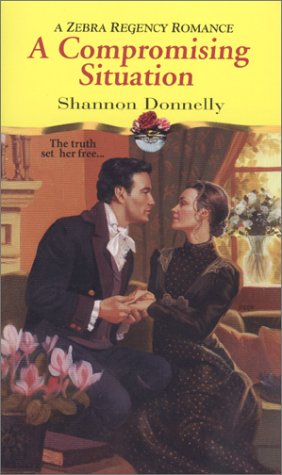 A ZEBRA REGENCY ROMANCE
A Compromising
Situation
Shannon Donnelly
The truth
set her free...